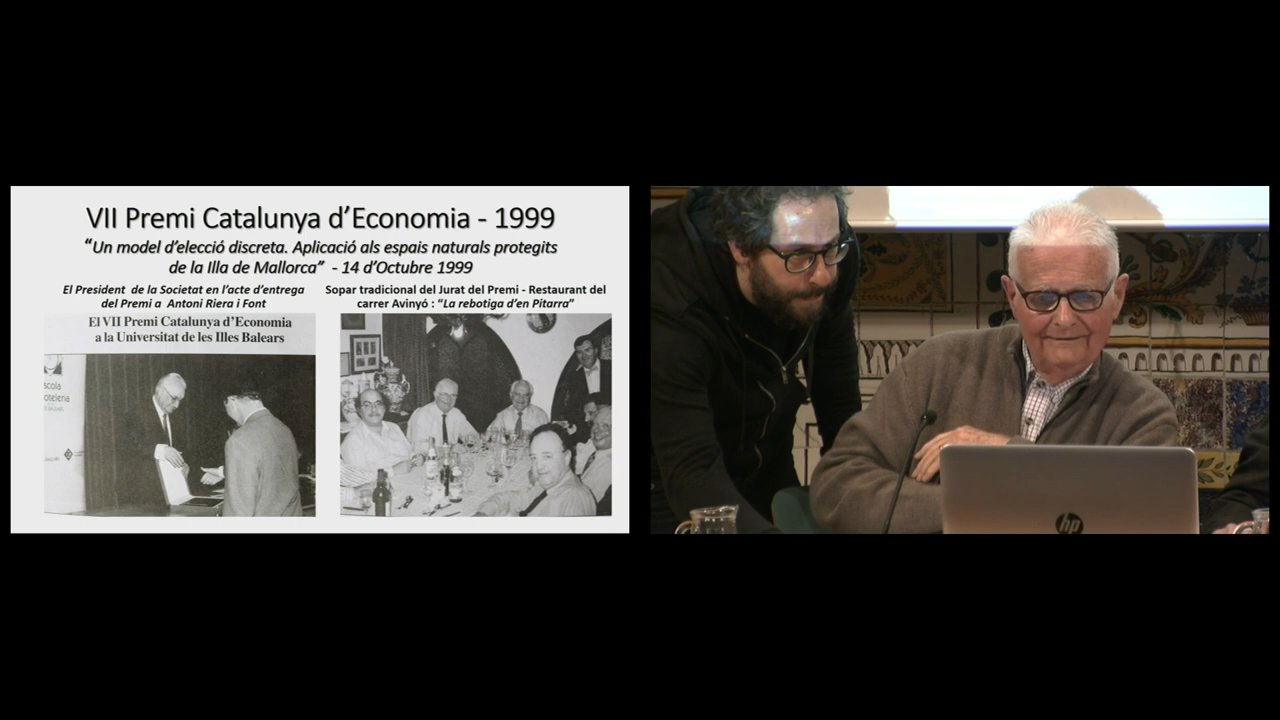 VII Premi Catalunya d’Economia - 1999
“Un model d’elecció discreta. Aplicació als espais naturals protegits
de la Illa de Mallorca” - 14 d’Octubre 1999
El President de la Societat en l’acte d’entrega
del Premi a Antoni Riera i Font
Sopar tradicional del Jurat del Premi - Restaurant del
carrer Avinyó : “La rebotiga d’en Pitarra”
El VII Premi Catalunya d’Economia
a la Universitat de les Illes Balears
scola
oteleria
hp